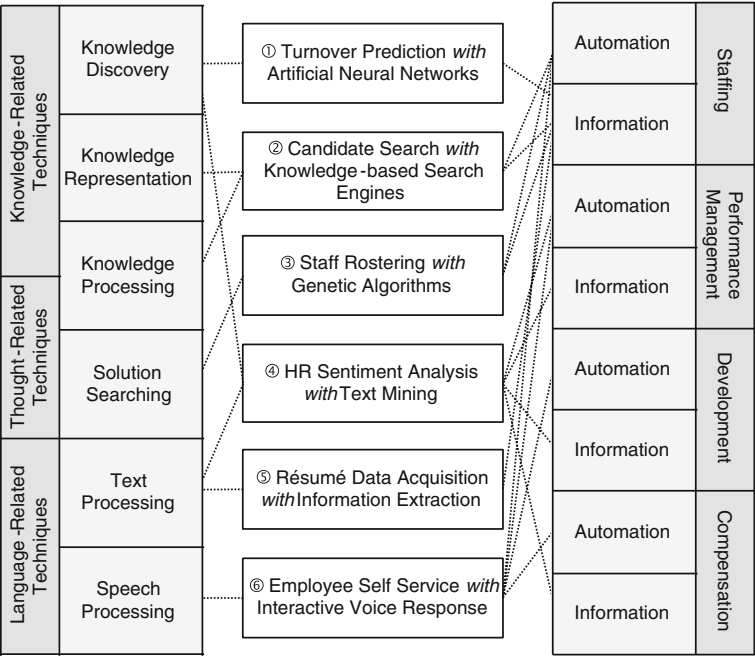 Knowledge-Related
Techniques
Thought-Related
Techniques
Language-Related
Techniques
Knowledge
Discovery
Knowledge
Representation
Knowledge
Processing
Solution
Searching
Text
Processing
Speech
Processing
① Turnover Prediction with
Artificial Neural Networks
② Candidate Search with
Knowledge-based Search
Engines
③ Staff Rostering with
Genetic Algorithms
④ HR Sentiment Analysis
with Text Mining
⑤ Résumé Data Acquisition
with Information Extraction
⑥ Employee Self Service with
Interactive Voice Response
Automation
Information
Automation
Information
Automation
Information
Automation
Information
Staffing
Performance
Management
Development
Compensation